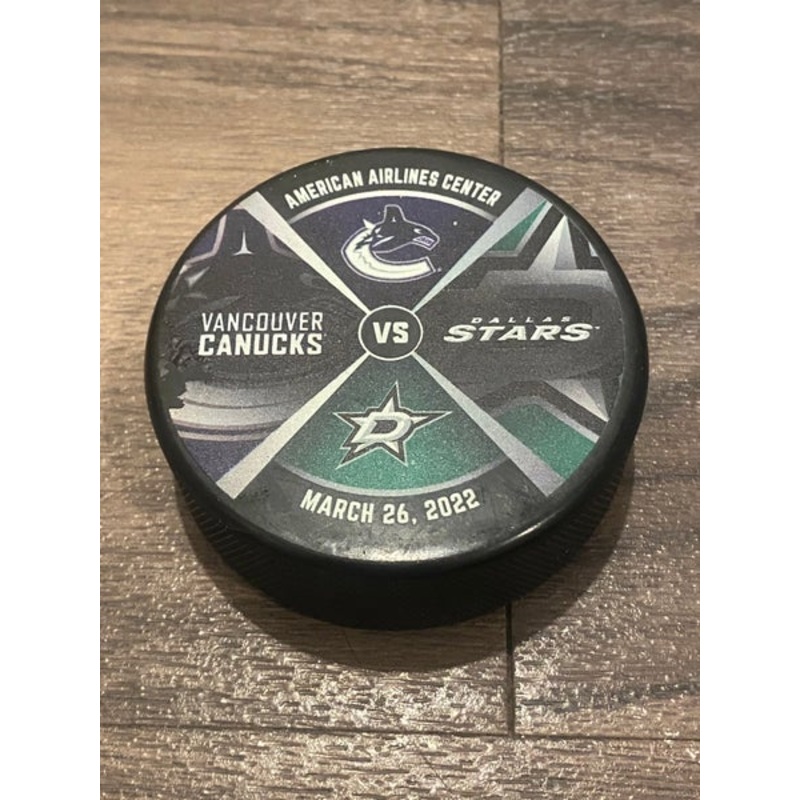 AMERICAN AIRLINES CENTER
VANCOUVER
CANUCKS
VS
DALLAS
STARS
D
MARCH 26, 2022